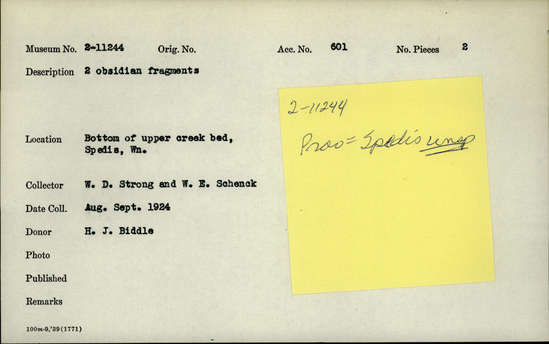 Museum No. 2-11244 Orig. No. Acc. No. 601 No. Pieces 2
Description 2 obsidian fragments
2-11244
Prov = Spedis unsp
Location Bottom of upper creek bed,
Spedis, Wn.
Collector W. D. Strong and W. E. Schenck
Date Coll. Aug. Sept. 1924
Donor H. J. Biddle
Photo
Published
Remarks
100m-9,'39(1771)